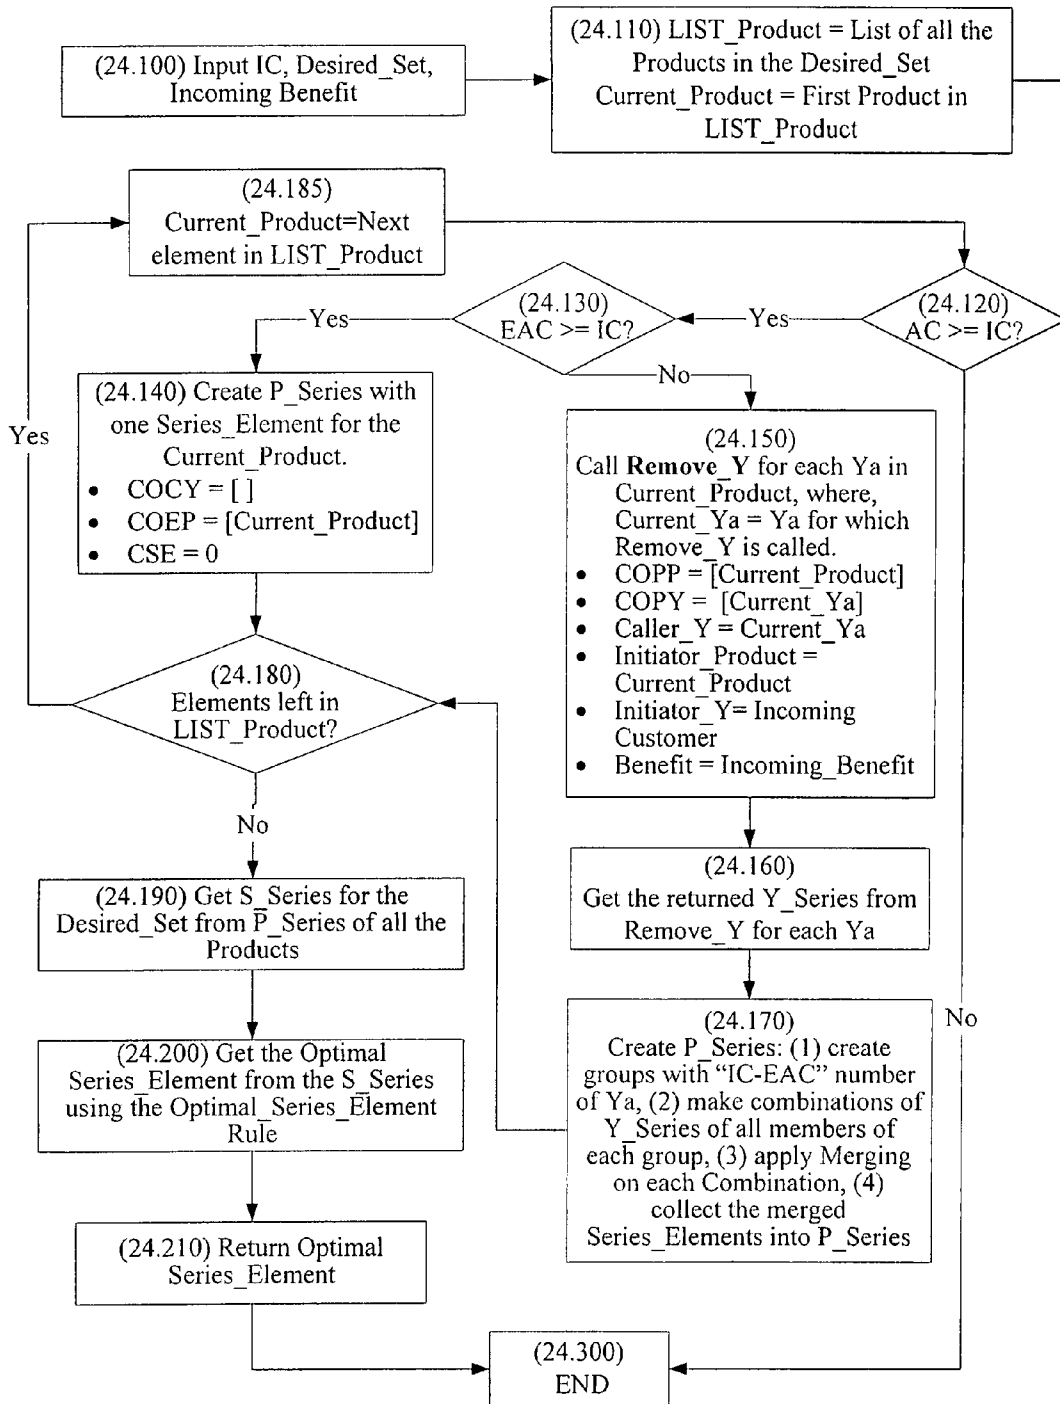 (24.100) Input IC, Desired_Set,
Incoming Benefit
(24.110) LIST_Product = List of all the
Products in the Desired_Set
Current_Product = First Product in
LIST_Product
(24.185)
Current_Product=Next
element in LIST_Product
(24.120)
AC >= IC?
Yes
(24.130)
EAC >= IC?
Yes
No
(24.140) Create P_Series with
one Series_Element for the
Current_Product.
• COCY = [ ]
• COEP = [Current_Product]
• CSE = 0
Yes
(24.150)
Call Remove_Y for each Ya in
Current_Product, where,
Current_Ya = Ya for which
Remove_Y is called.
• COPP = [Current_Product]
• COPY = [Current_Ya]
• Caller_Y = Current_Ya
• Initiator_Product =
Current_Product
• Initiator_Y= Incoming
Customer
• Benefit = Incoming_Benefit
(24.180)
Elements left in
LIST_Product?
No
(24.160)
Get the returned Y_Series from
Remove_Y for each Ya
(24.190) Get S_Series for the
Desired_Set from P_Series of all the
Products
(24.170)
Create P_Series: (1) create
groups with “IC-EAC” number
of Ya, (2) make combinations of
Y_Series of all members of
each group, (3) apply Merging
on each Combination, (4)
collect the merged
Series_Elements into P_Series
No
(24.200) Get the Optimal
Series_Element from the S_Series
using the Optimal_Series_Element
Rule
(24.210) Return Optimal
Series_Element
(24.300)
END